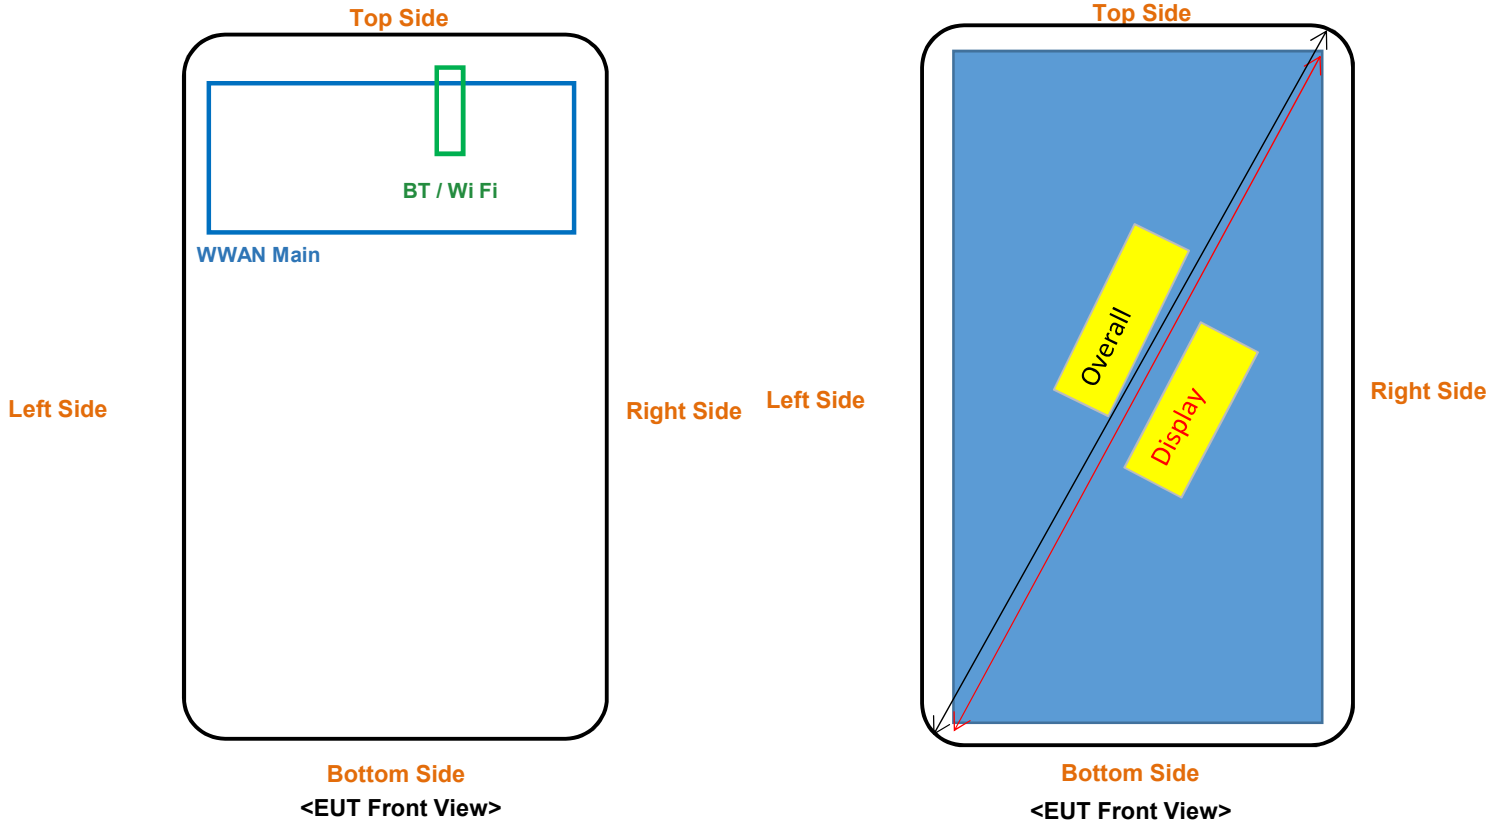 Top Side
BT / Wi Fi
WWAN Main
Left Side
Right Side
Bottom Side
<EUT Front View>
Top Side
Overall
Display
Left Side
Right Side
Bottom Side
<EUT Front View>